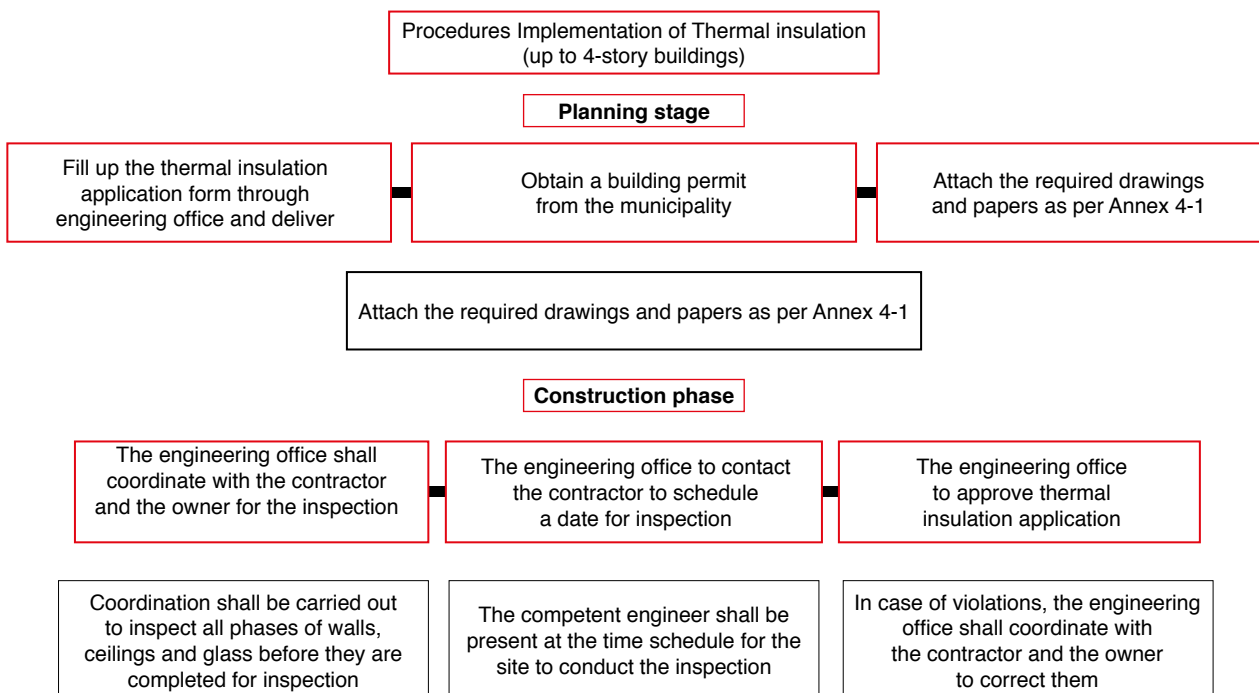 Procedures Implementation of Thermal insulation
(up to 4-story buildings)
Planning stage
Fill up the thermal insulation
application form through
engineering office and deliver
Obtain a building permit
from the municipality
Attach the required drawings
and papers as per Annex 4-1
Attach the required drawings and papers as per Annex 4-1
Construction phase
The engineering office shall
coordinate with the contractor
and the owner for the inspection
The engineering office to contact
the contractor to schedule
a date for inspection
The engineering office
to approve thermal
insulation application
Coordination shall be carried out
to inspect all phases of walls,
ceilings and glass before they are
completed for inspection
The competent engineer shall be
present at the time schedule for the
site to conduct the inspection
In case of violations, the engineering
office shall coordinate with
the contractor and the owner
to correct them